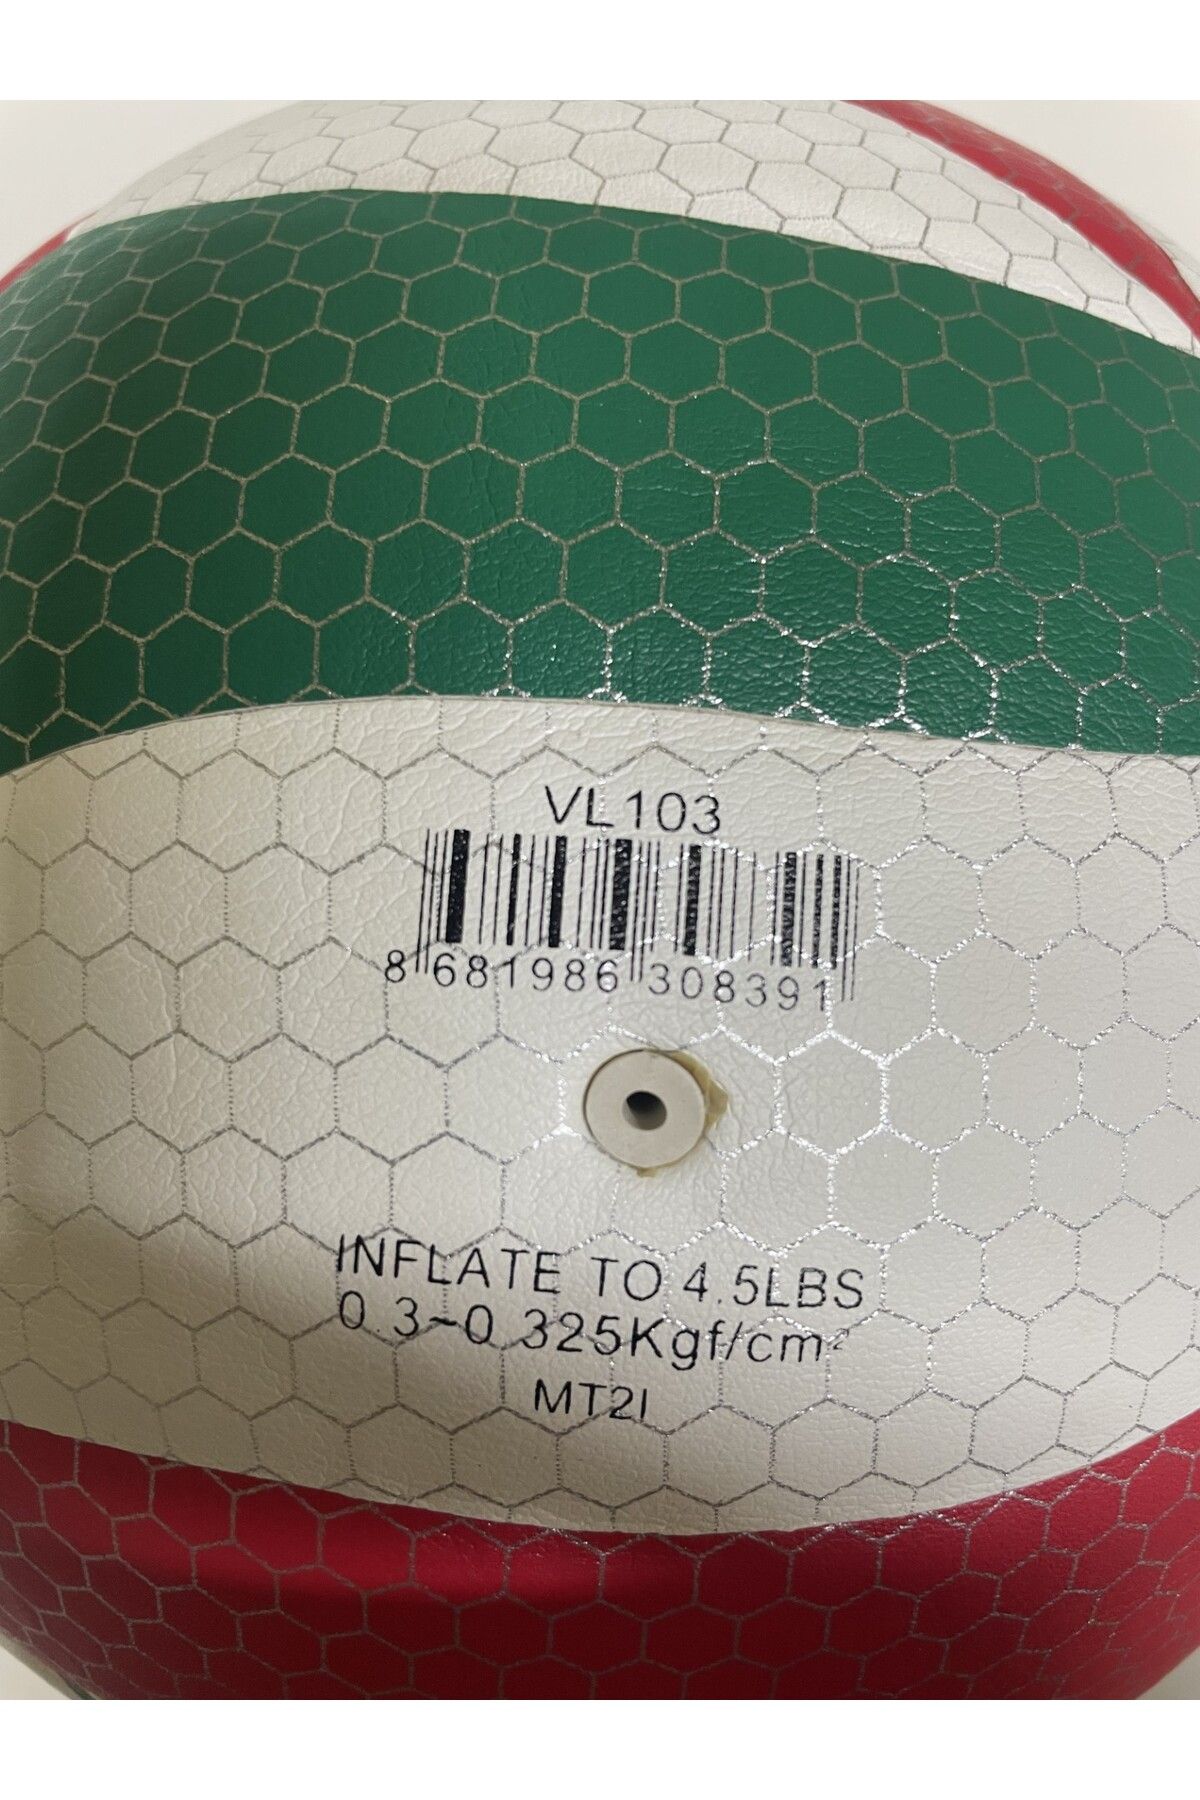 VL103
8 681986 308391
INFLATE TO 4.5LBS
0.3~0.325Kgf/cm²
MT2I